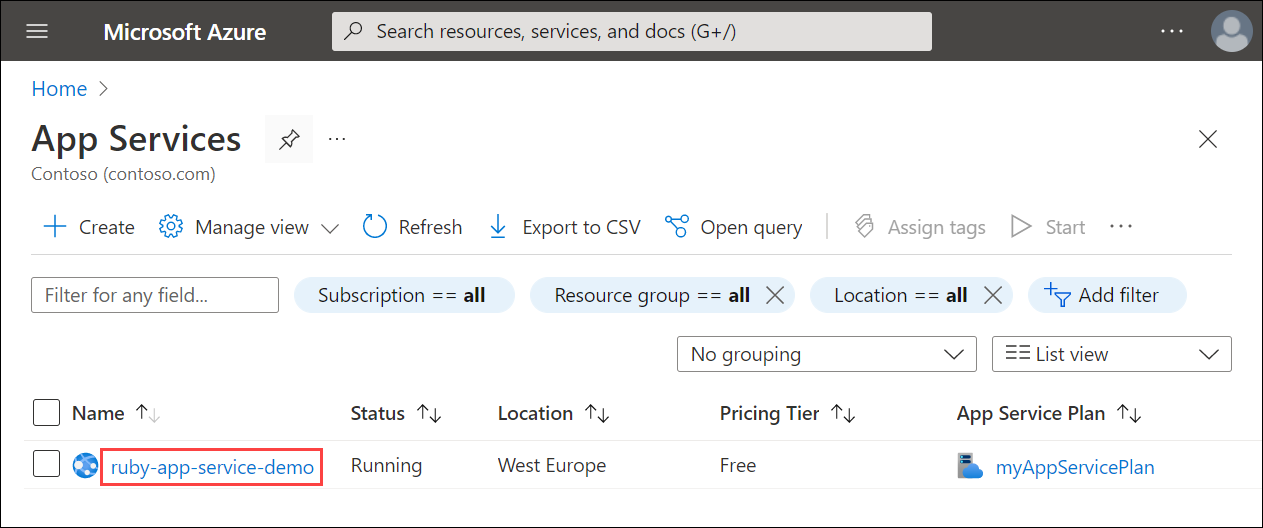 Microsoft Azure Search resources, services, and docs (G+/) ...
Home >
App Services ...
Contoso (contoso.com)
Create Manage view Refresh Export to CSV Open query Assign tags Start ...
Filter for any field... Subscription == all Resource group == all Location == all Add filter
No grouping List view
Name Status Location Pricing Tier App Service Plan
ruby-app-service-demo Running West Europe Free myAppServicePlan